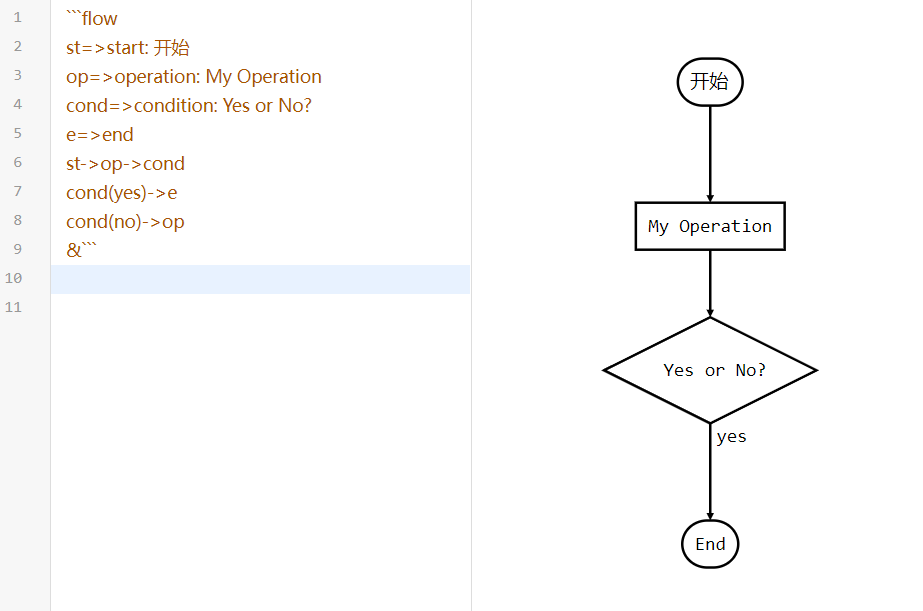 1 ```flow
2 st=>start: 开始
3 op=>operation: My Operation
4 cond=>condition: Yes or No?
5 e=>end
6 st->op->cond
7 cond(yes)->e
8 cond(no)->op
9 &```
10
11
开始
My Operation
Yes or No?
yes
End